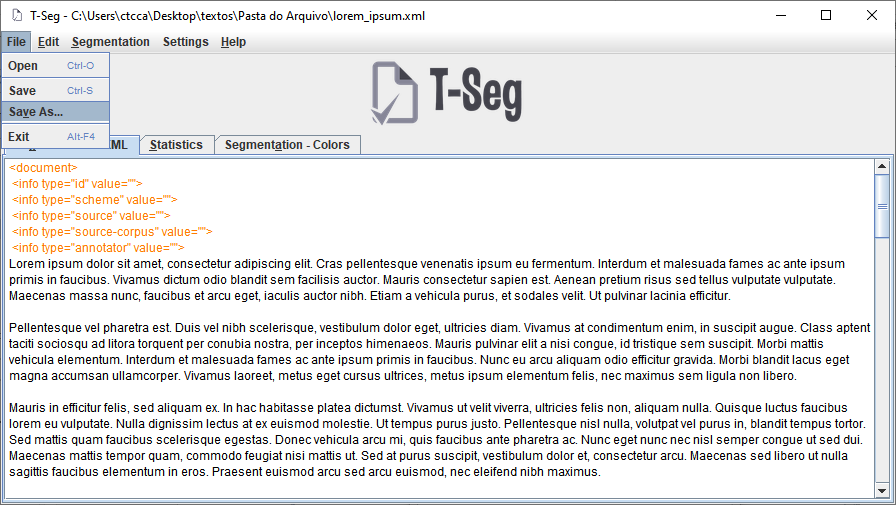 T-Seg - C:\Users\ctcca\Desktop\textos\Pasta do Arquivo\lorem_ipsum.xml
File Edit Segmentation Settings Help
Open Ctrl-O
Save Ctrl-S
Save As...
Exit Alt-F4
T-Seg
ML Statistics Segmentation - Colors
<document>
<info type="id" value="">
<info type="scheme" value="">
<info type="source" value="">
<info type="source-corpus" value="">
<info type="annotator" value="">
Lorem ipsum dolor sit amet, consectetur adipiscing elit. Cras pellentesque venenatis ipsum eu fermentum. Interdum et malesuada fames ac ante ipsum
primis in faucibus. Vivamus dictum odio blandit sem facilisis auctor. Mauris consectetur sapien est. Aenean pretium risus sed tellus vulputate vulputate.
Maecenas massa nunc, faucibus et arcu eget, iaculis auctor nibh. Etiam a vehicula purus, et sodales velit. Ut pulvinar lacinia efficitur.
Pellentesque vel pharetra est. Duis vel nibh scelerisque, vestibulum dolor eget, ultricies diam. Vivamus at condimentum enim, in suscipit augue. Class aptent
taciti sociosqu ad litora torquent per conubia nostra, per inceptos himenaeos. Mauris pulvinar elit a nisi congue, id tristique sem suscipit. Morbi mattis
vehicula elementum. Interdum et malesuada fames ac ante ipsum primis in faucibus. Nunc eu arcu aliquam odio efficitur gravida. Morbi blandit lacus eget
magna accumsan ullamcorper. Vivamus laoreet, metus eget cursus ultrices, metus ipsum elementum felis, nec maximus sem ligula non libero.
Mauris in efficitur felis, sed aliquam ex. In hac habitasse platea dictumst. Vivamus ut velit viverra, ultricies felis non, aliquam nulla. Quisque luctus faucibus
lorem eu vulputate. Nulla dignissim lectus at ex euismod molestie. Ut tempus purus justo. Pellentesque nisl nulla, volutpat vel purus in, blandit tempus tortor.
Sed mattis quam faucibus scelerisque egestas. Donec vehicula arcu mi, quis faucibus ante pharetra ac. Nunc eget nunc nec nisl semper congue ut sed dui.
Maecenas mattis tempor quam, commodo feugiat nisi mattis ut. Sed at purus suscipit, vestibulum dolor et, consectetur arcu. Maecenas sed libero ut nulla
sagittis faucibus elementum in eros. Praesent euismod arcu sed arcu euismod, nec eleifend nibh maximus.